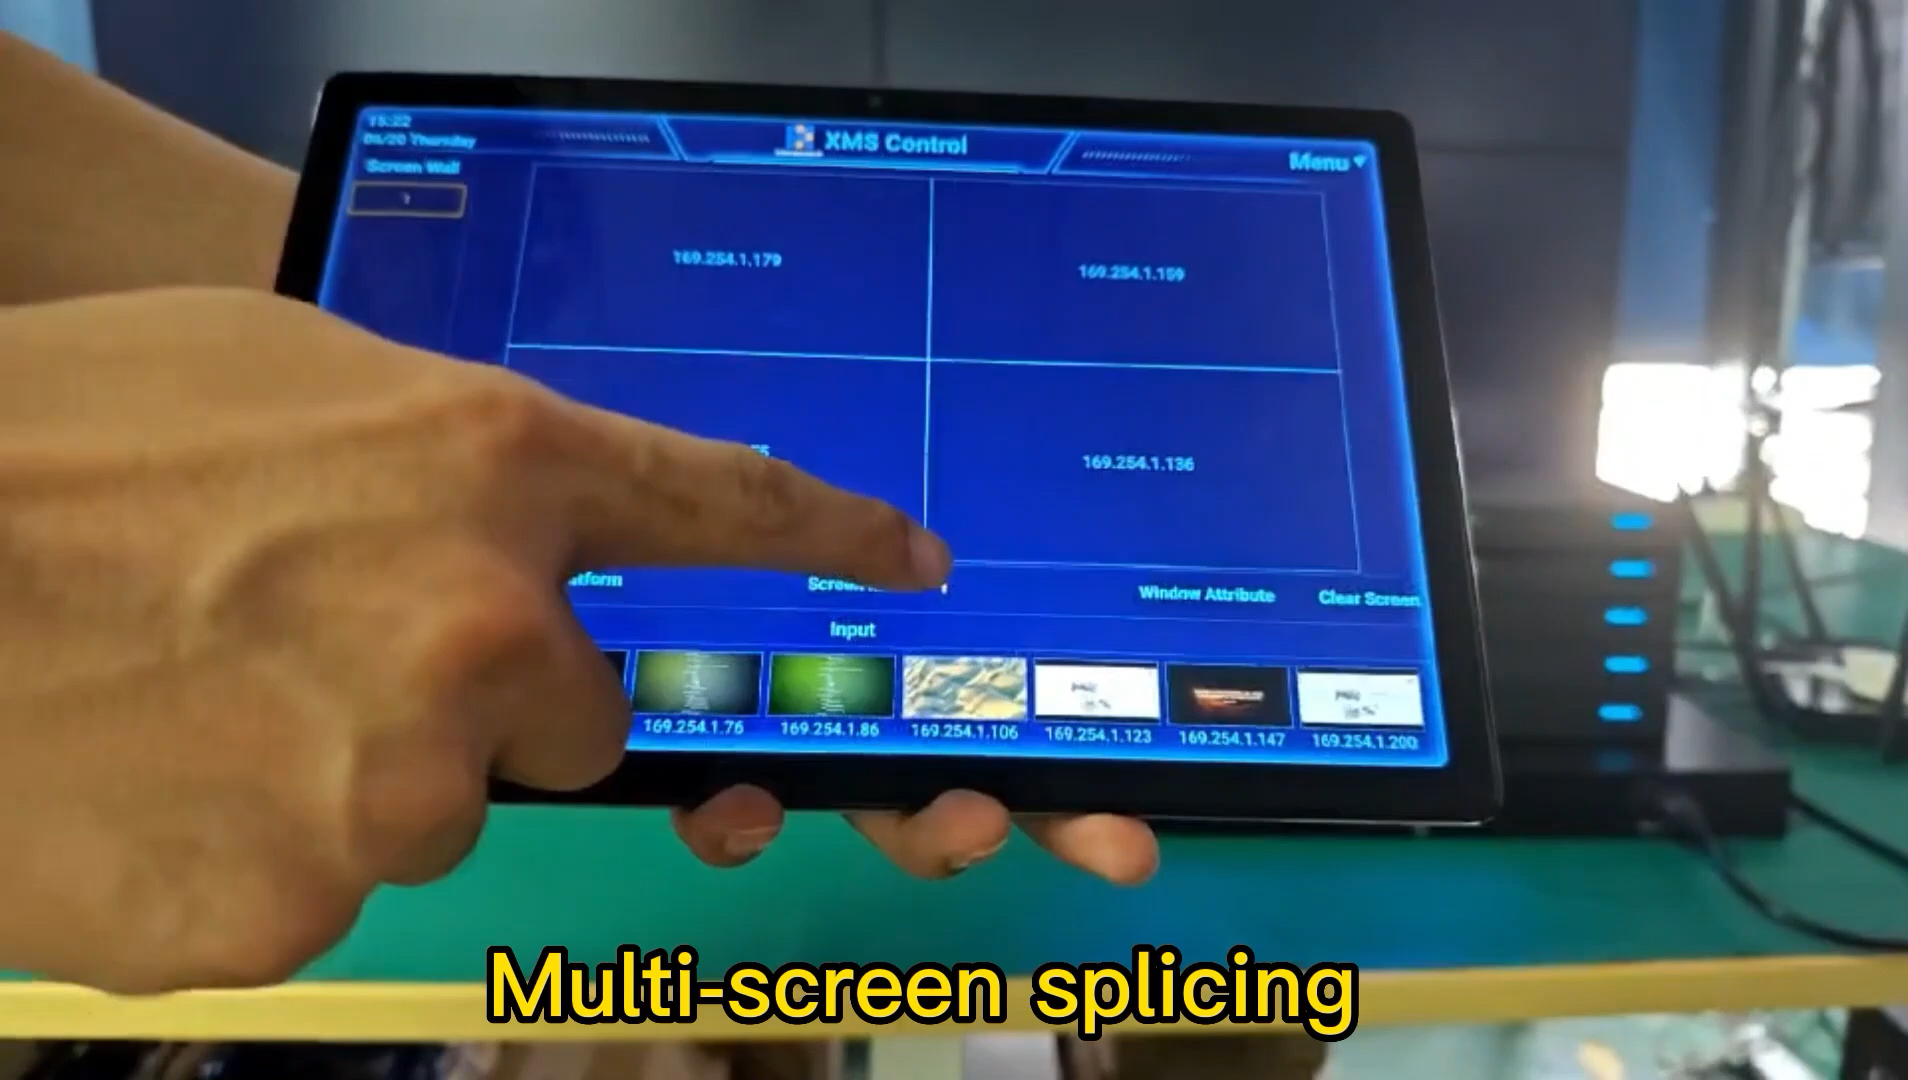 15:22
XMS Control
Menu
Screen Wall
169.254.1.179
169.254.1.159
169.254.1.136
Window Attribute
Clear Screen
Input
169.254.1.76
169.254.1.86
169.254.1.106
169.254.1.123
169.254.1.147
169.254.1.200
Multi-screen splicing